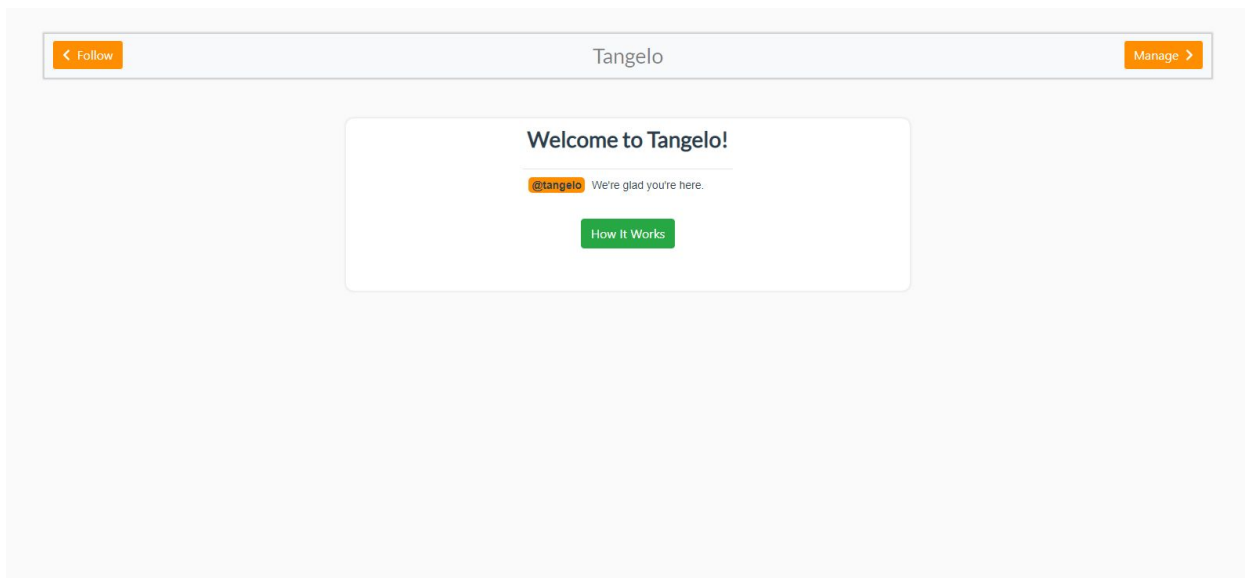 Follow
Tangelo
Manage
Welcome to Tangelo!
@tangelo We're glad you're here.
How It Works